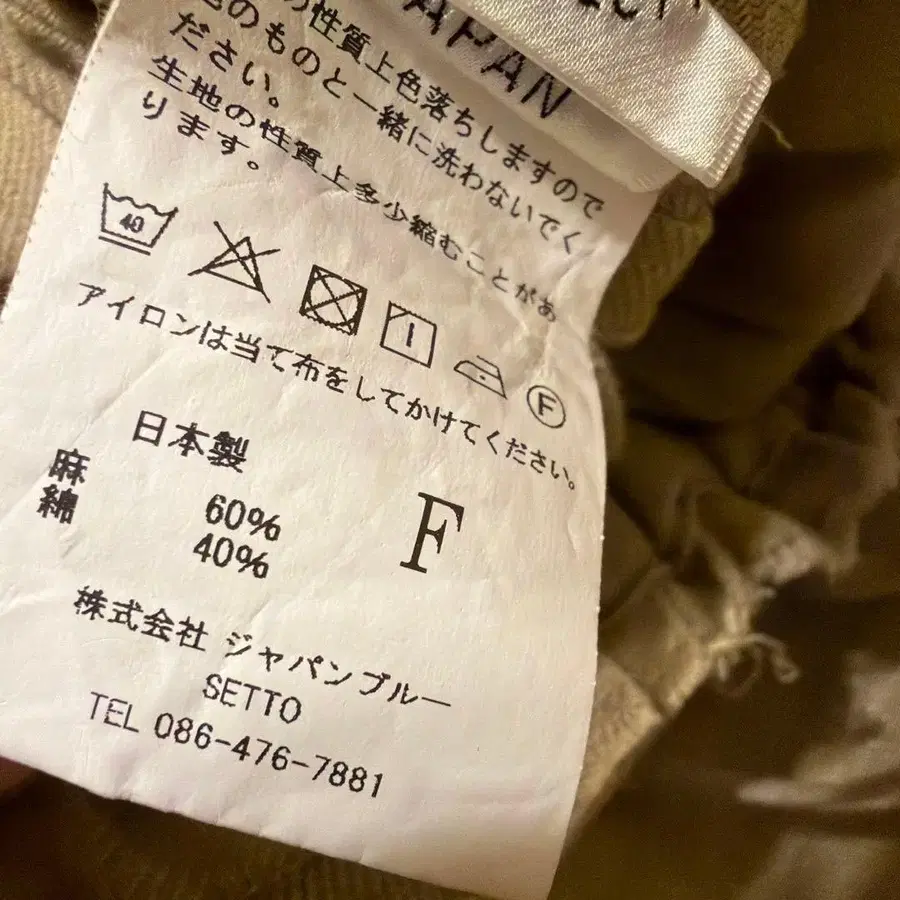 JAPAN
の性質上色落ちしますので
他のものと一緒に洗わないでく
ださい。
生地の性質上多少縮むことがあ
ります。
40
F
アイロンは当て布をしてかけてください。
日本製
麻 60%
綿 40%
F
株式会社 ジャパンブルー
SETTO
TEL 086-476-7881